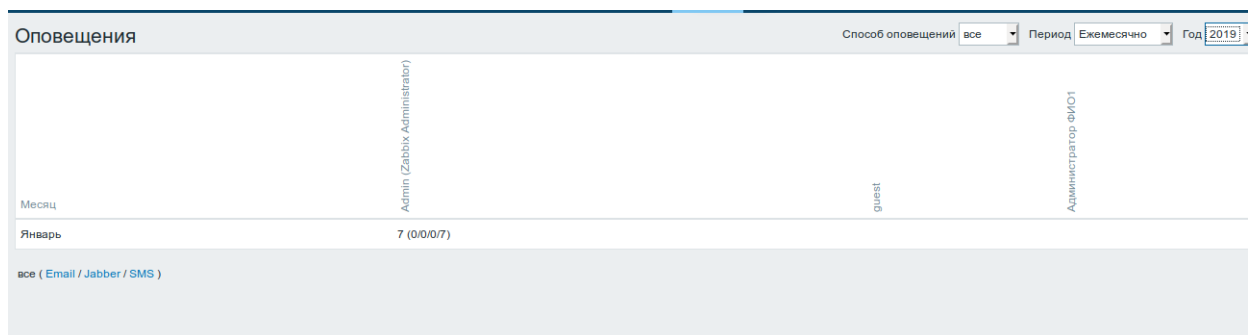 Оповещения Способ оповещений все Период Ежемесячно Год 2019
Месяц Admin (Zabbix Administrator) guest Администратор ФИО1
Январь 7 (0/0/0/7)
все ( Email / Jabber / SMS )